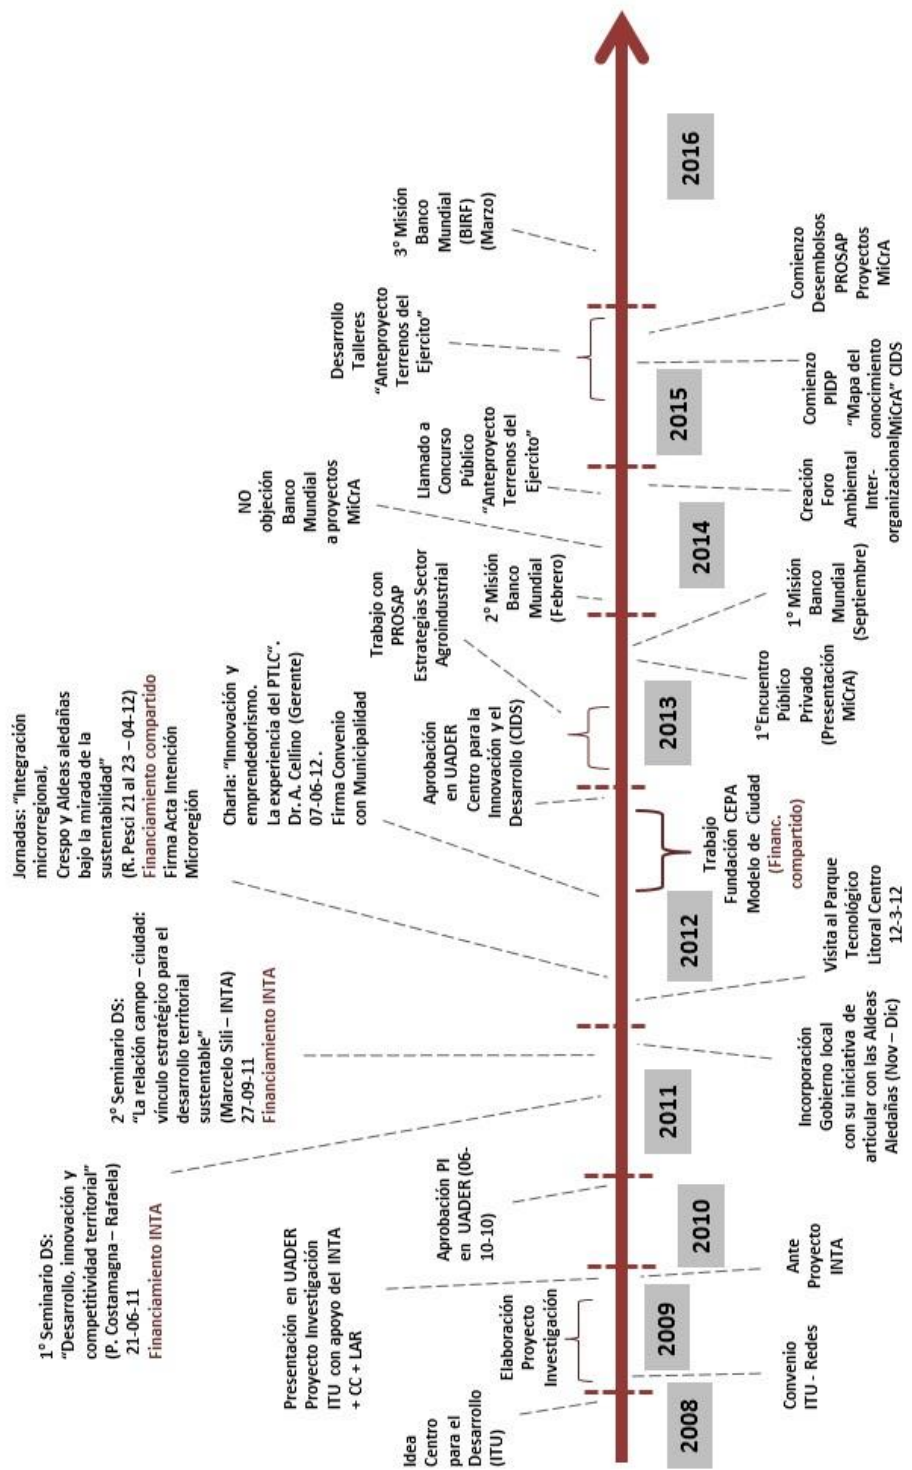 1° Seminario DS:
“Desarrollo, innovación y
competitividad territorial”
(P. Costamagna – Rafaela)
21-06-11
Financiamiento INTA
2° Seminario DS:
“La relación campo – ciudad:
vínculo estratégico para el
desarrollo territorial
sustentable”
(Marcelo Sili – INTA)
27-09-11
Financiamiento INTA
Jornadas: “Integración
microrregional,
Crespo y Aldeas aledañas
bajo la mirada de la
sustentabilidad”
(R. Pesci 21 al 23 – 04-12)
Financiamiento compartido
Firma Acta Intención
Microregión
Charla: “Innovación y
emprendedorismo.
La experiencia del PTLC“.
Dr. A. Cellino (Gerente)
07-06-12.
Firma Convenio
con Municipalidad
Idea
Centro
para el
Desarrollo
(ITU)
Presentación en UADER
Proyecto Investigación
ITU con apoyo del INTA
+ CC + LAR
Elaboración
Proyecto
Investigación
Aprobación PI
en UADER (06-
10-10)
Aprobación
en UADER
Centro para la
Innovación y el
Desarrollo (CIDS)
Trabajo con
PROSAP
Estrategias Sector
Agroindustrial
2° Misión
Banco
Mundial
(Febrero)
NO
objeción
Banco
Mundial
a proyectos
MiCrA
Llamado a
Concurso
Público
“Anteproyecto
Terrenos del
Ejercito”
Desarrollo
Talleres
“Anteproyecto
Terrenos del
Ejercito”
3° Misión
Banco
Mundial
(BIRF)
(Marzo)
2008
2009
2010
2011
2012
2013
2014
2015
2016
Convenio
ITU - Redes
Ante
Proyecto
INTA
Incorporación
Gobierno local
con su iniciativa de
articular con las Aldeas
Aledañas (Nov – Dic)
Visita al Parque
Tecnológico
Litoral Centro
12-3-12
Trabajo
Fundación CEPA
Modelo de Ciudad
(Financ.
compartido)
1°Encuentro
Público
Privado
(Presentación
MiCrA)
1° Misión
Banco
Mundial
(Septiembre)
Creación
Foro
Ambiental
Inter-
organizacional
Comienzo
PIDP
“Mapa del
conocimiento
MiCrA” CIDS
Comienzo
Desembolsos
PROSAP
Proyectos
MiCrA